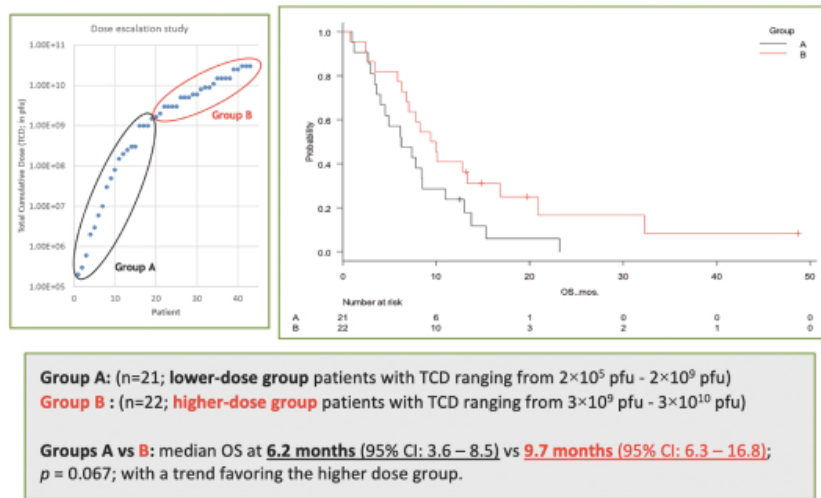 Dose escalation study
Total Cumulative Dose (TCD; in pfu)
1.00E+11
1.00E+10
1.00E+09
1.00E+08
1.00E+07
1.00E+06
1.00E+05
Group B
Group A
0 10 20 30 40
Patient
Group
A
B
Probability
1.0
0.8
0.6
0.4
0.2
0.0
0 10 20 30 40 50
OS..mos.
Number at risk
A 21 6 1 0 0 0
B 22 10 3 2 1 0
Group A: (n=21; lower-dose group patients with TCD ranging from 2×10⁵ pfu - 2×10⁹ pfu)
Group B : (n=22; higher-dose group patients with TCD ranging from 3×10⁹ pfu - 3×10¹⁰ pfu)
Groups A vs B: median OS at 6.2 months (95% CI: 3.6 – 8.5) vs 9.7 months (95% CI: 6.3 – 16.8);
p = 0.067; with a trend favoring the higher dose group.